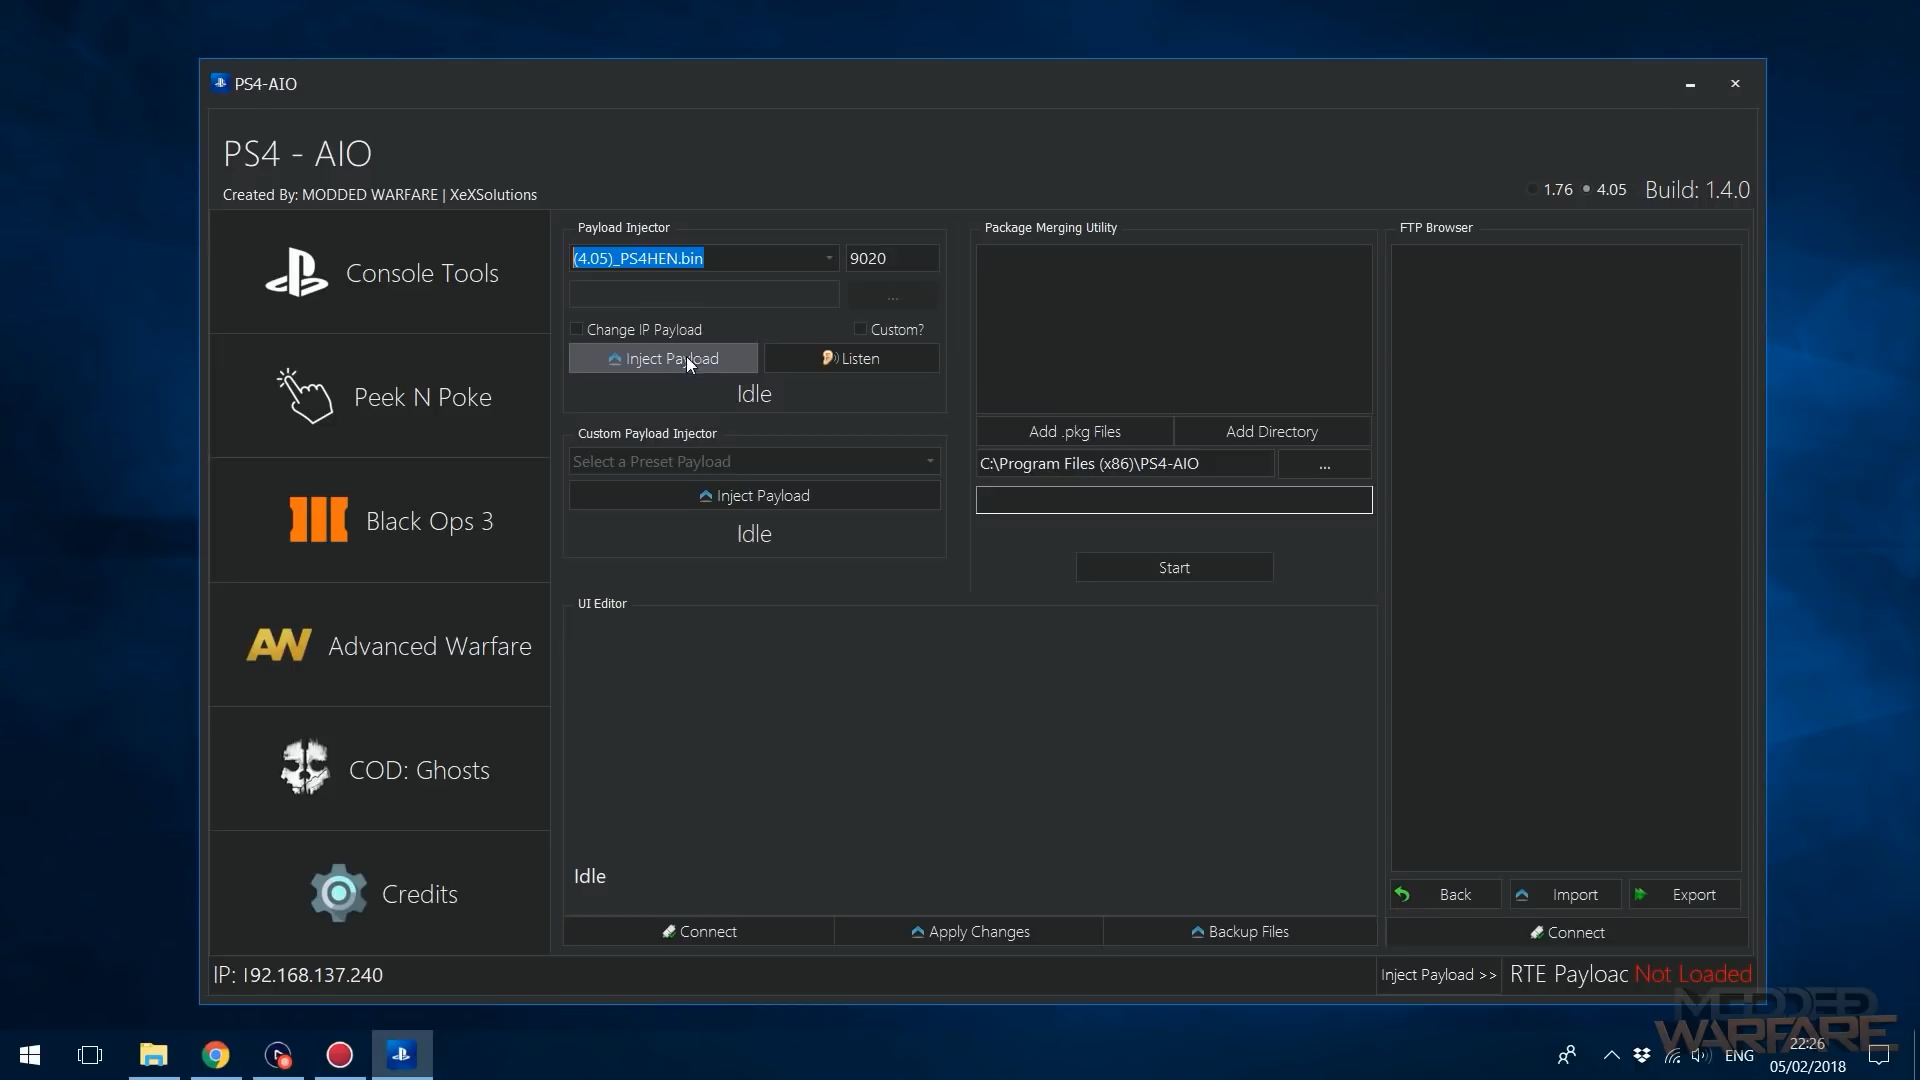 PS4-AIO
PS4 - AIO
Created By: MODDED WARFARE | XeXSolutions
1.76 4.05 Build: 1.4.0
Console Tools
Peek N Poke
Black Ops 3
AW Advanced Warfare
COD: Ghosts
Credits
Payload Injector
(4.05)_PS4HEN.bin 9020
...
Change IP Payload Custom?
Inject Payload Listen
Idle
Custom Payload Injector
Select a Preset Payload
Inject Payload
Idle
Package Merging Utility
Add .pkg Files Add Directory
C:\Program Files (x86)\PS4-AIO ...
Start
UI Editor
Idle
Connect Apply Changes Backup Files
FTP Browser
Back Import Export
Connect
IP: 192.168.137.240 Inject Payload >> RTE Payloac Not Loaded
MODDED
WARFARE
ENG 22:26
05/02/2018